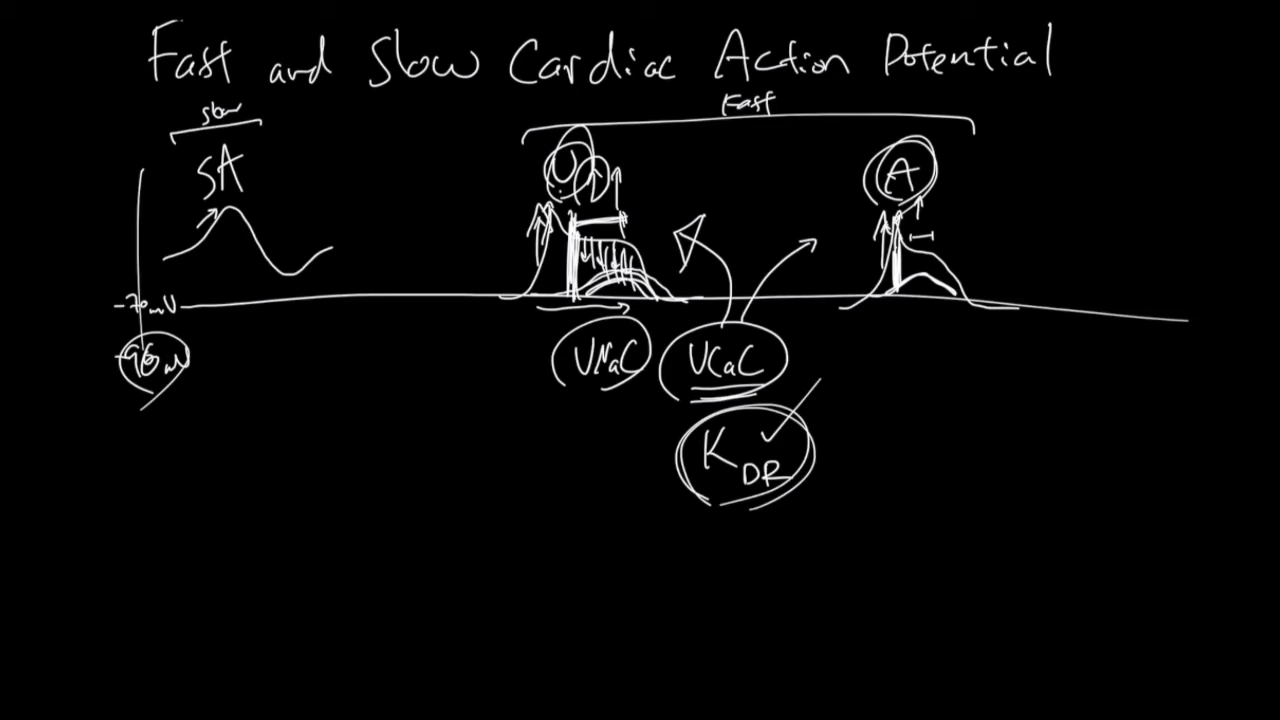 Fast and Slow Cardiac Action Potential
slow
Fast
SA
A
-70mV
VNaC
VCaC
KDR